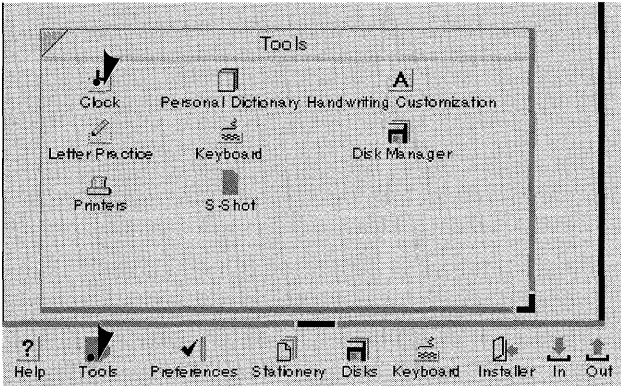 Tools
Clock Personal Dictionary Handwriting Customization
Letter Practice Keyboard Disk Manager
Printers S-Shot
Help Tools Preferences Stationery Disks Keyboard Installer In Out